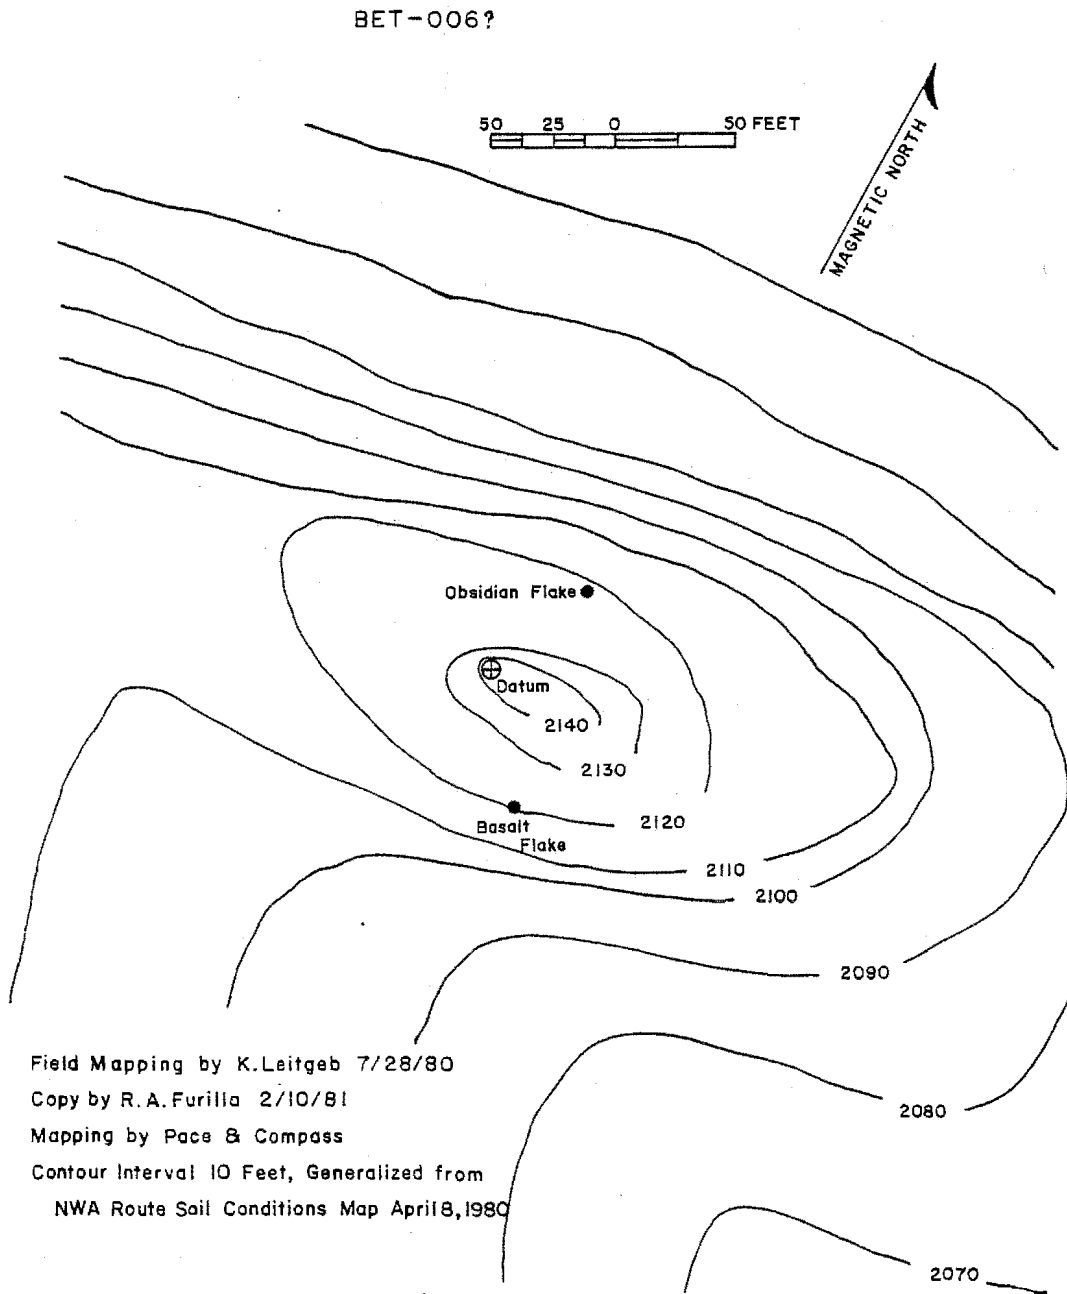 BET-006?
50 25 0 50 FEET
MAGNETIC NORTH
Obsidian Flake
Datum
2140
2130
2120
Basalt
Flake
2110
2100
2090
2080
2070
Field Mapping by K.Leitgeb 7/28/80
Copy by R.A.Furilla 2/10/81
Mapping by Pace & Compass
Contour Interval 10 Feet, Generalized from
NWA Route Soil Conditions Map April 8, 1980